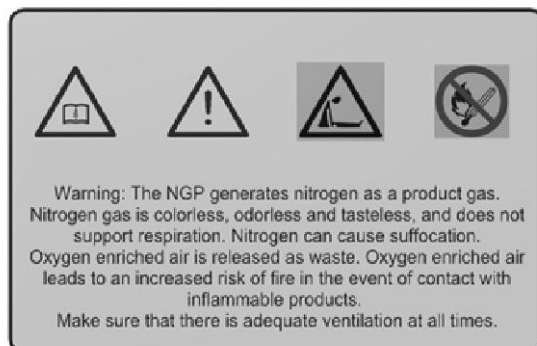 Warning: The NGP generates nitrogen as a product gas.
Nitrogen gas is colorless, odorless and tasteless, and does not
support respiration. Nitrogen can cause suffocation.
Oxygen enriched air is released as waste. Oxygen enriched air
leads to an increased risk of fire in the event of contact with
inflammable products.
Make sure that there is adequate ventilation at all times.